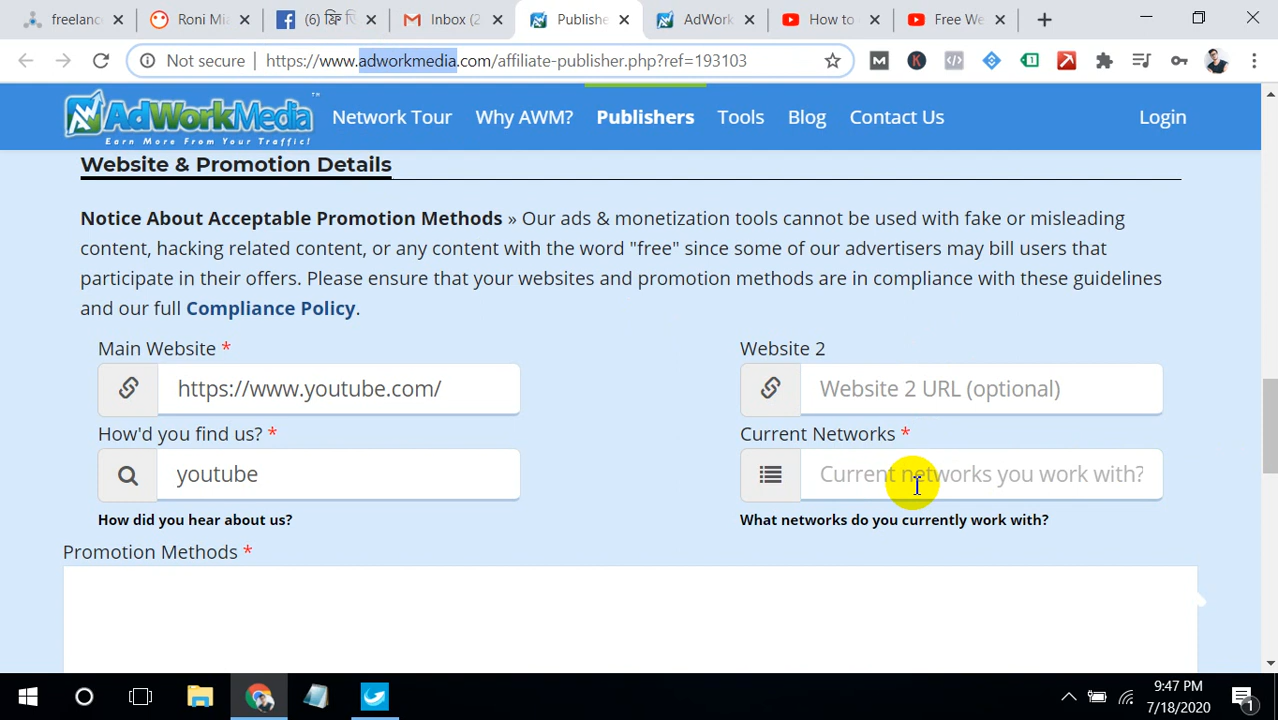 freelanc
Roni Mia
(6) ফ্রি ভি
Inbox (2
Publishe
AdWork
How to
Free We
Not secure
https://www.adworkmedia.com/affiliate-publisher.php?ref=193103
AdWorkMedia™
Earn More From Your Traffic!
Network Tour
Why AWM?
Publishers
Tools
Blog
Contact Us
Login
Website & Promotion Details
Notice About Acceptable Promotion Methods » Our ads & monetization tools cannot be used with fake or misleading
content, hacking related content, or any content with the word "free" since some of our advertisers may bill users that
participate in their offers. Please ensure that your websites and promotion methods are in compliance with these guidelines
and our full Compliance Policy.
Main Website *
Website 2
https://www.youtube.com/
Website 2 URL (optional)
How'd you find us? *
Current Networks *
youtube
Current networks you work with?
How did you hear about us?
What networks do you currently work with?
Promotion Methods *
9:47 PM
7/18/2020
1